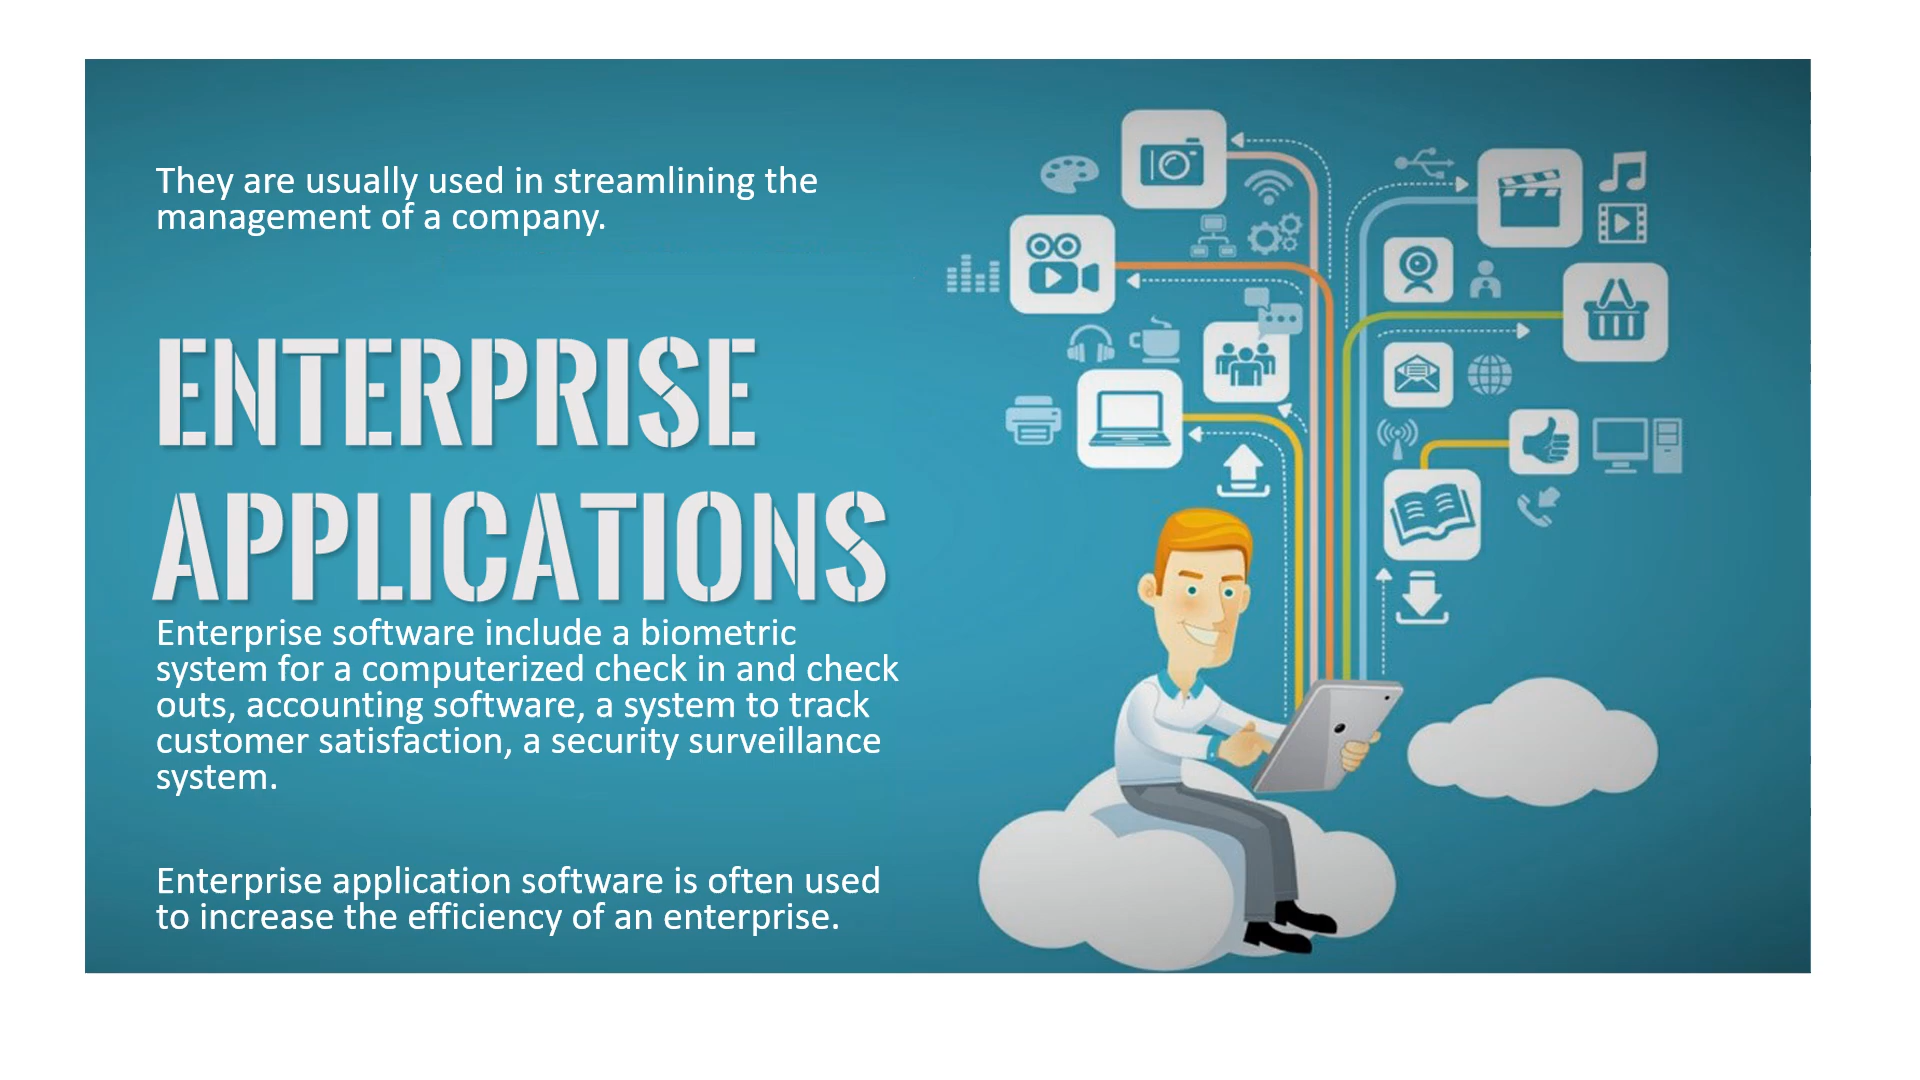 They are usually used in streamlining the
management of a company.
ENTERPRISE
APPLICATIONS
Enterprise software include a biometric
system for a computerized check in and check
outs, accounting software, a system to track
customer satisfaction, a security surveillance
system.
Enterprise application software is often used
to increase the efficiency of an enterprise.